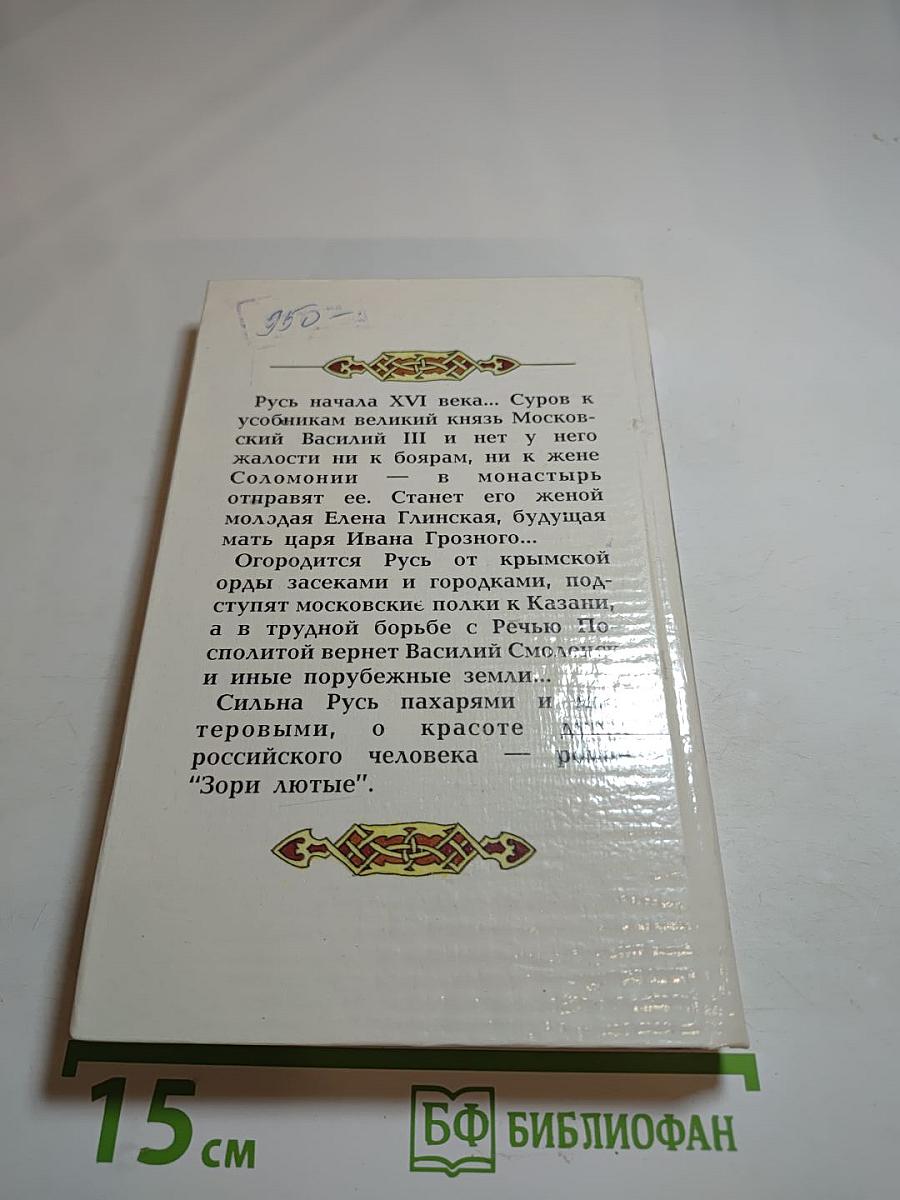 950-
Русь начала XVI века... Суров к
усобникам великий князь Москов-
ский Василий III и нет у него
жалости ни к боярам, ни к жене
Соломонии — в монастырь
отправят ее. Станет его женой
молодая Елена Глинская, будущая
мать царя Ивана Грозного...
Огородится Русь от крымской
орды засеками и городками, под-
ступят московские полки к Казани,
а в трудной борьбе с Речью По-
сполитой вернет Василий Смоленск
и иные порубежные земли...
Сильна Русь пахарями и
теровыми, о красоте
российского человека —
"Зори лютые".
15 см
БФ БИБЛИОФАН